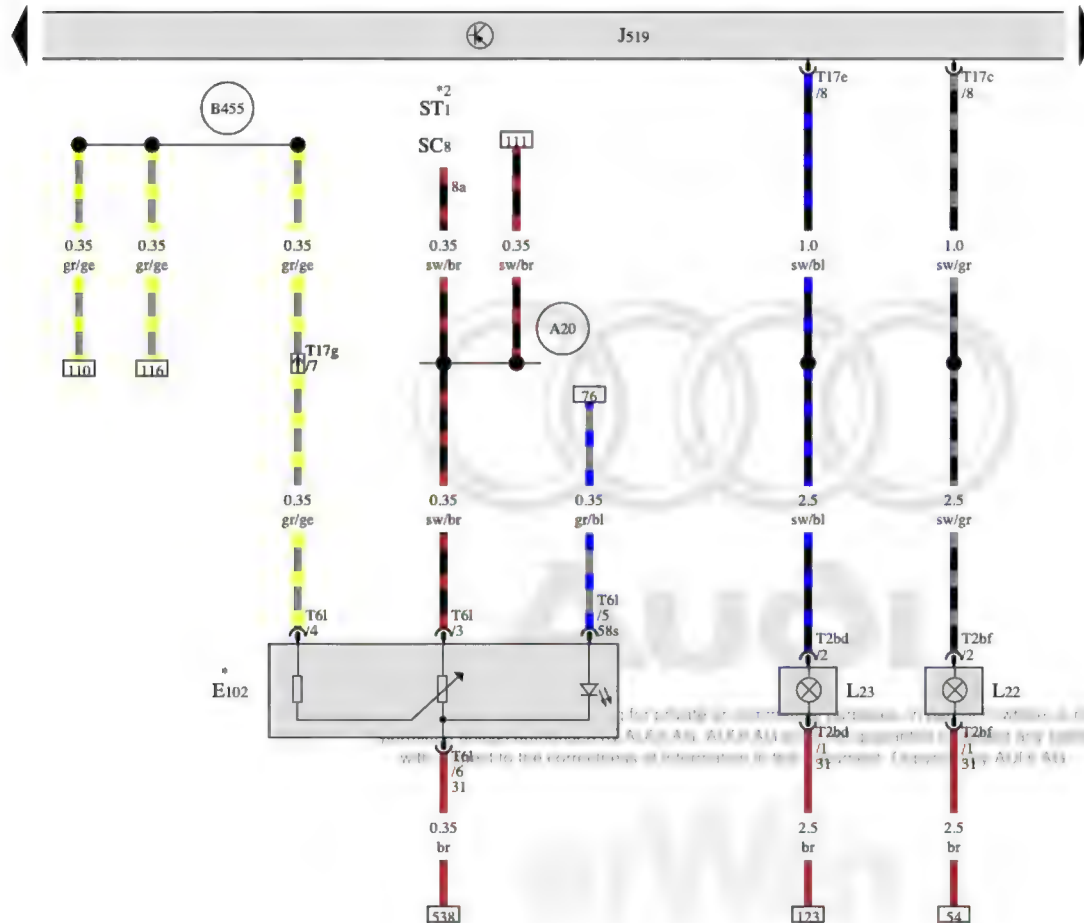 J519
T17e
/8
T17c
/8
B455
*2
ST1
SC8
111
8a
0.35
gr/ge
0.35
gr/ge
0.35
gr/ge
0.35
sw/br
0.35
sw/br
1.0
sw/bl
1.0
sw/gr
110
116
T17g
/7
A20
76
0.35
gr/ge
0.35
sw/br
0.35
gr/bl
2.5
sw/bl
2.5
sw/gr
T6l
/4
T6l
/3
T6l
/5
58s
T2bd
/2
T2bf
/2
*
E102
L23
L22
Audi
T6l
/6
31
T2bd
/1
31
T2bf
/1
31
0.35
br
2.5
br
2.5
br
538
123
54